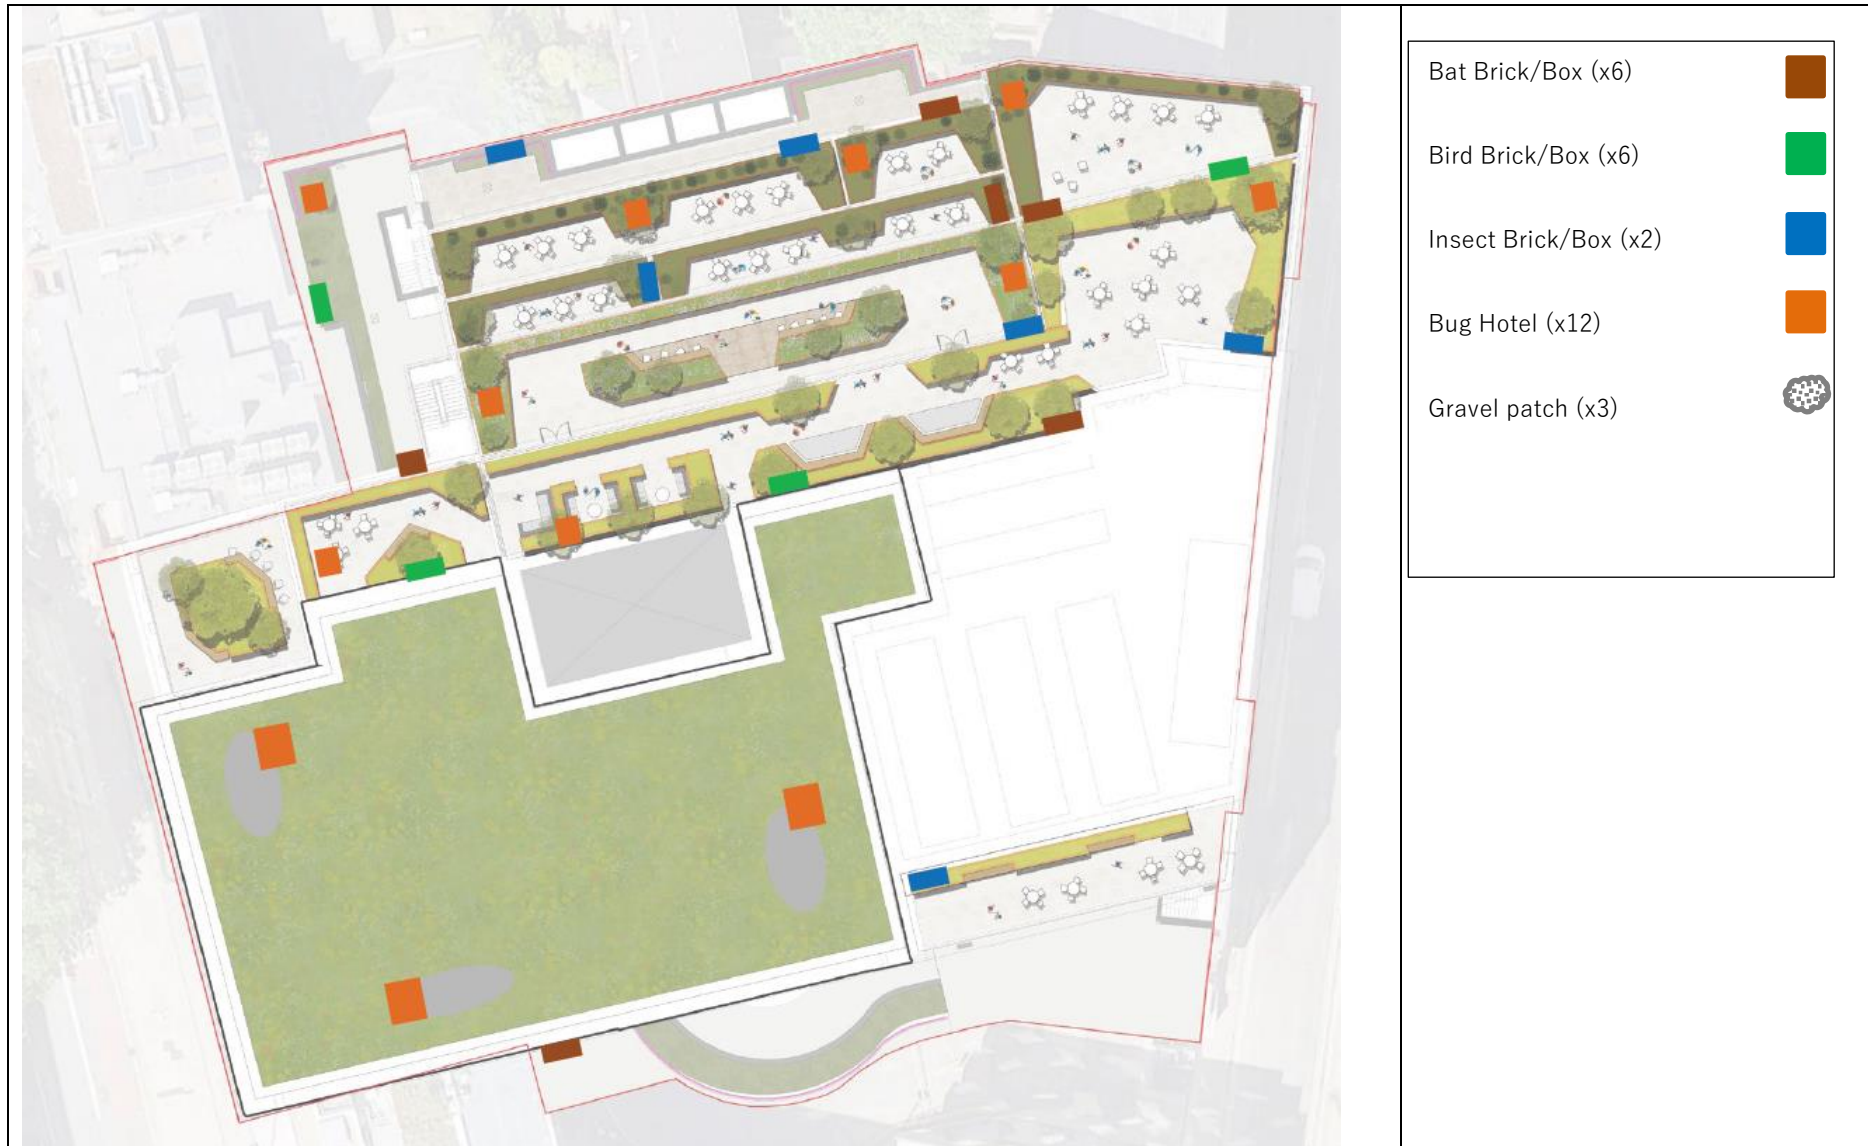 Bat Brick/Box (x6)
Bird Brick/Box (x6)
Insect Brick/Box (x2)
Bug Hotel (x12)
Gravel patch (x3)